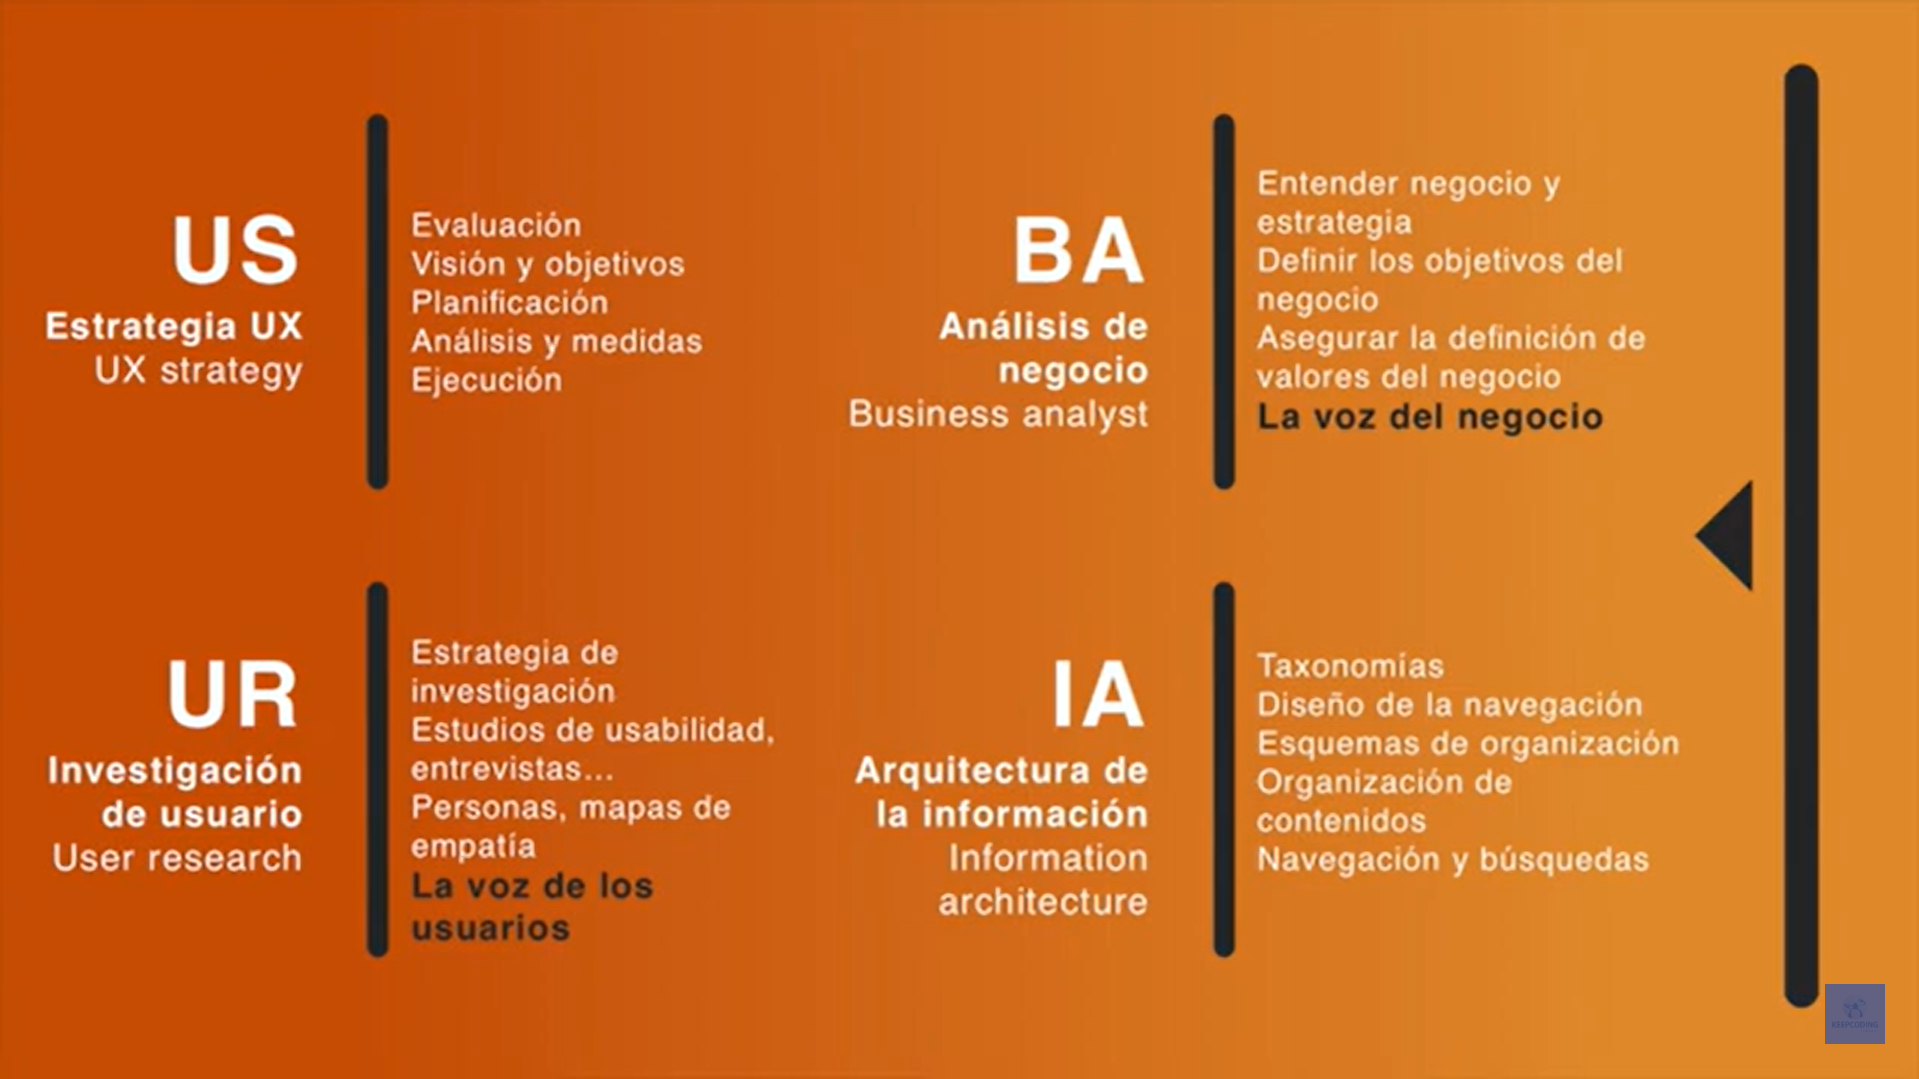 US
Estrategia UX
UX strategy
Evaluación
Visión y objetivos
Planificación
Análisis y medidas
Ejecución
BA
Análisis de
negocio
Business analyst
Entender negocio y
estrategia
Definir los objetivos del
negocio
Asegurar la definición de
valores del negocio
La voz del negocio
UR
Investigación
de usuario
User research
Estrategia de
investigación
Estudios de usabilidad,
entrevistas...
Personas, mapas de
empatía
La voz de los
usuarios
IA
Arquitectura de
la información
Information
architecture
Taxonomías
Diseño de la navegación
Esquemas de organización
Organización de
contenidos
Navegación y búsquedas
KEEPCODING